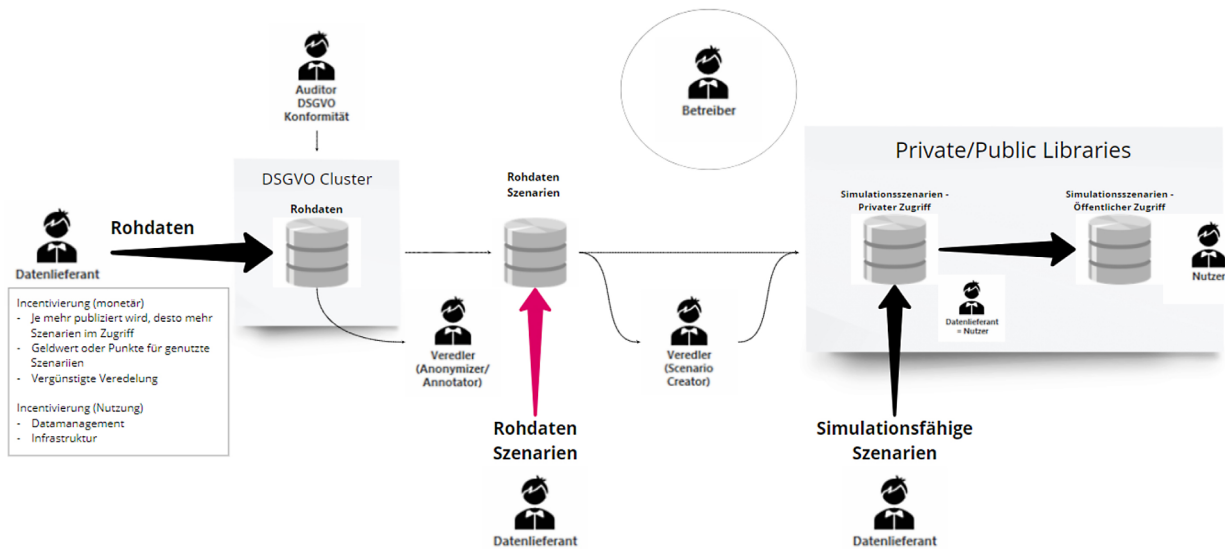 Auditor
DSGVO
Konformität
Betreiber
Private/Public Libraries
DSGVO Cluster
Rohdaten
Rohdaten
Szenarien
Simulationsszenarien -
Privater Zugriff
Simulationsszenarien -
Öffentlicher Zugriff
Rohdaten
Datenlieferant
Nutzer
Datenlieferant
= Nutzer
Incentivierung (monetär)
- Je mehr publiziert wird, desto mehr
Szenarien im Zugriff
- Geldwert oder Punkte für genutzte
Szenariien
- Vergünstigte Veredelung
Incentivierung (Nutzung)
- Datamanagement
- Infrastruktur
Veredler
(Anonymizer/
Annotator)
Veredler
(Scenario
Creator)
Rohdaten
Szenarien
Datenlieferant
Simulationsfähige
Szenarien
Datenlieferant